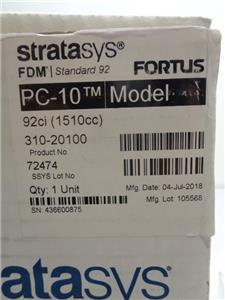 stratasys®
FORTUS
FDM® | Standard 92
PC-10™ Model
92ci (1510cc)
310-20100
Product No.
72474
SSYS Lot No
Qty: 1 Unit
Mfg. Date: 04-Jul-2018
SN: 436600875
Mfg. Lot: 105568
atasys